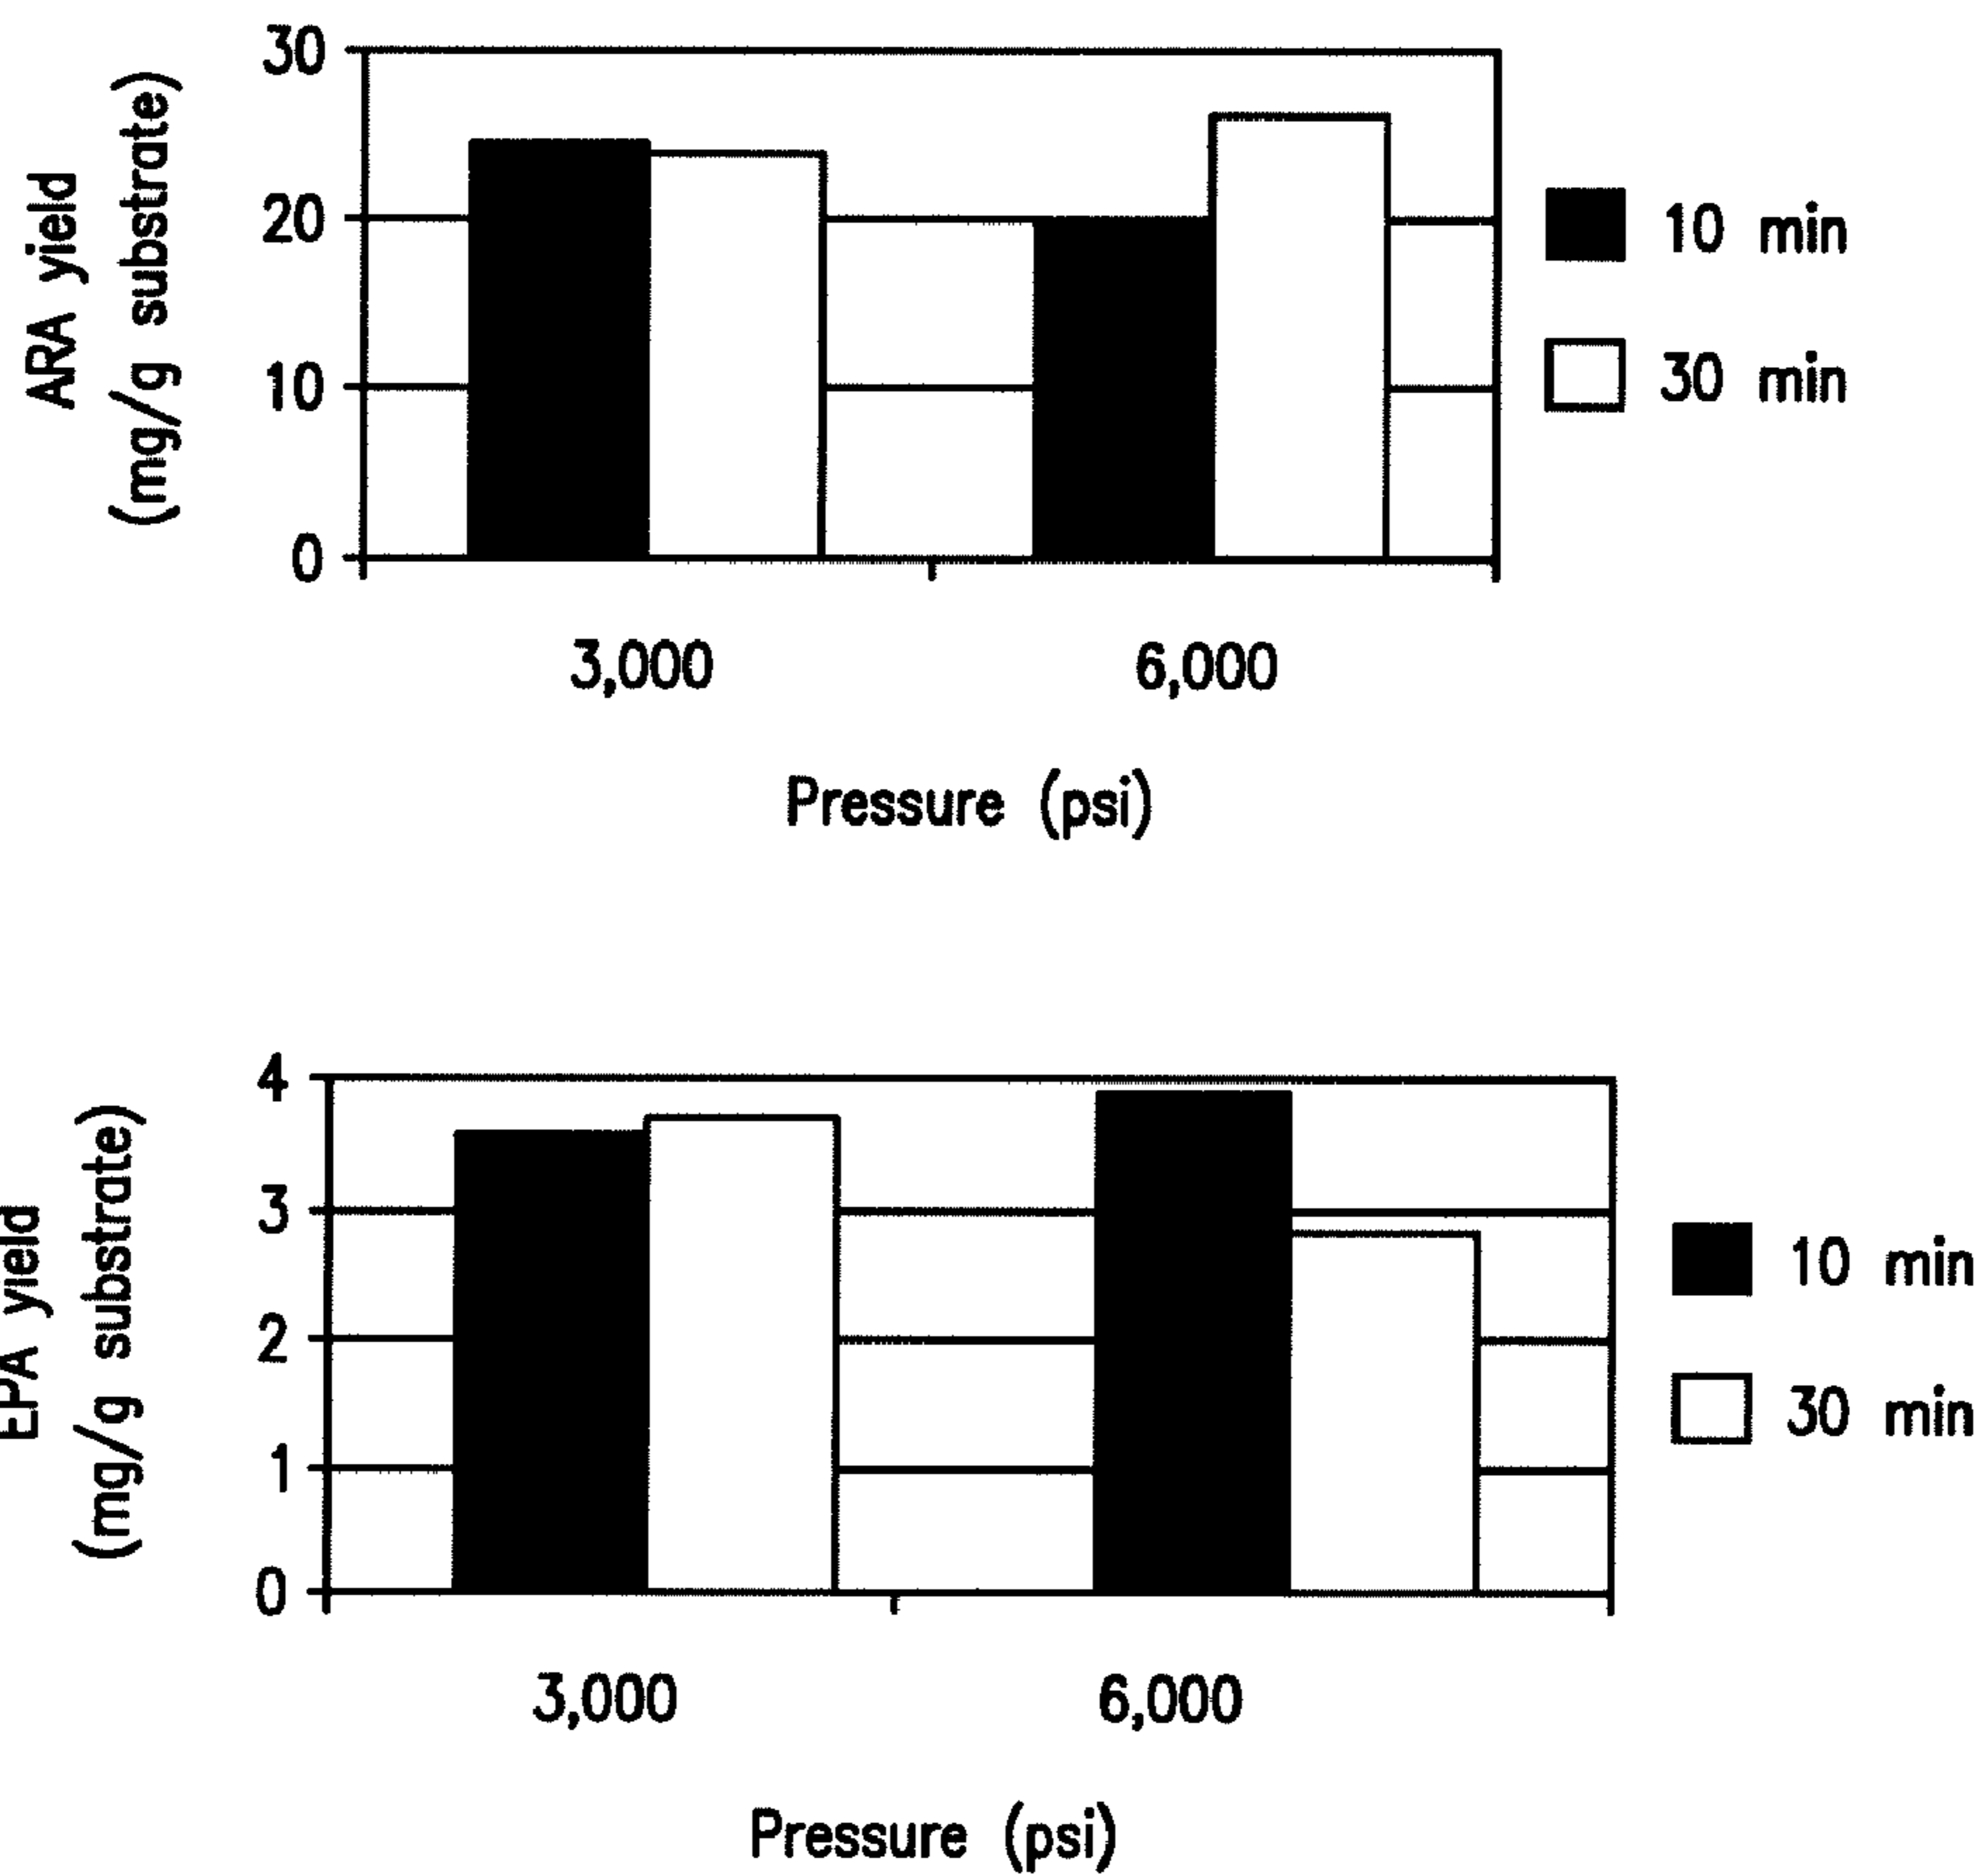 ARA yield
(mg/g substrate)
30
20
10
0
3,000 6,000
Pressure (psi)
10 min
30 min
EPA yield
(mg/g substrate)
4
3
2
1
0
3,000 6,000
Pressure (psi)
10 min
30 min